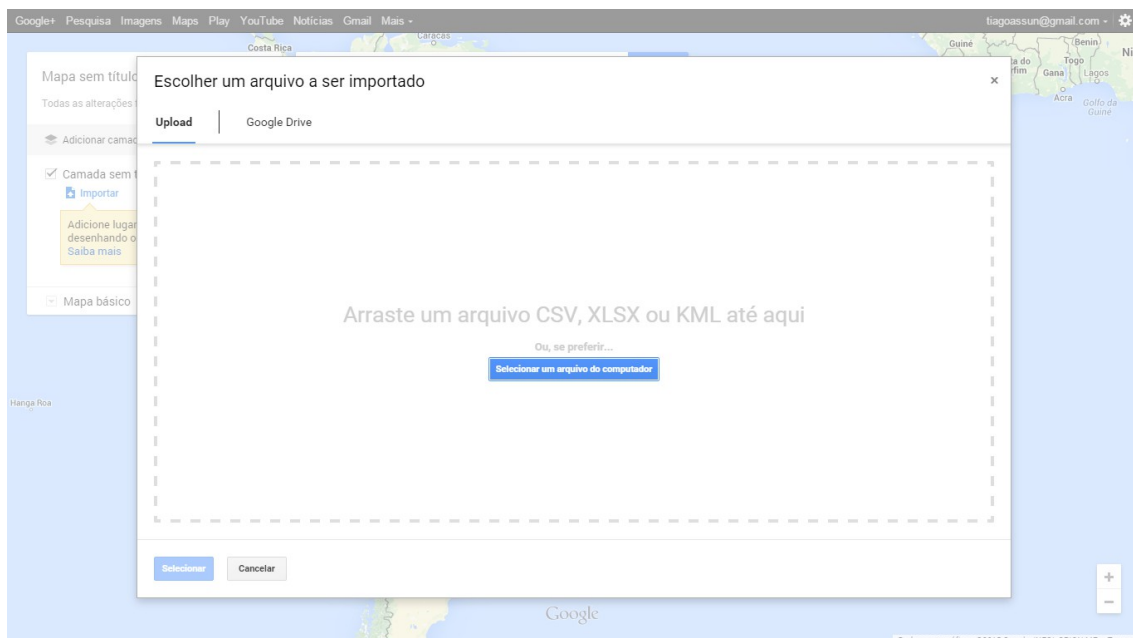 Google+ Pesquisa Imagens Maps Play YouTube Notícias Gmail Mais
tiagoassun@gmail.com
Caracas
Costa Rica
Guiné
Benin
Togo
Gana
Lagos
Acra
Golfo da
Guiné
Mapa sem título
Todas as alterações
Adicionar
Camada sem
Importar
Adicione
desenhando
Saiba mais
Mapa básico
Escolher um arquivo a ser importado
×
Upload
Google Drive
Arraste um arquivo CSV, XLSX ou KML até aqui
Ou, se preferir...
Selecionar um arquivo do computador
Selecionar
Cancelar
Hanga Roa
Google
+
−